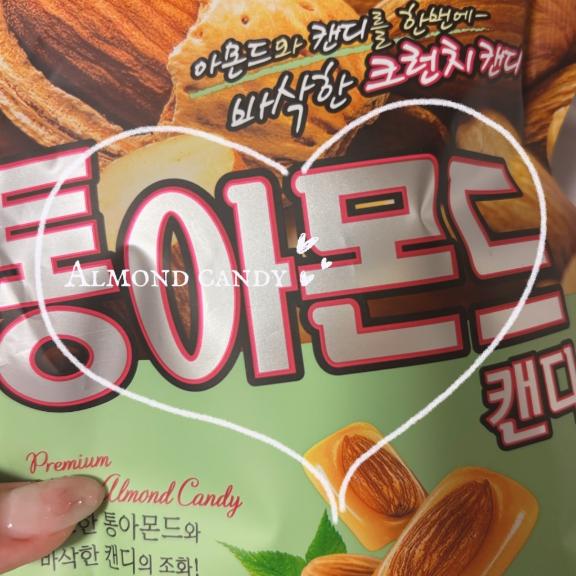 아몬드와 캔디를 한번에~
바삭한 크런치 캔디
통아몬드
ALMOND CANDY
캔디
Premium
Almond Candy
통아몬드와
바삭한 캔디의 조화!